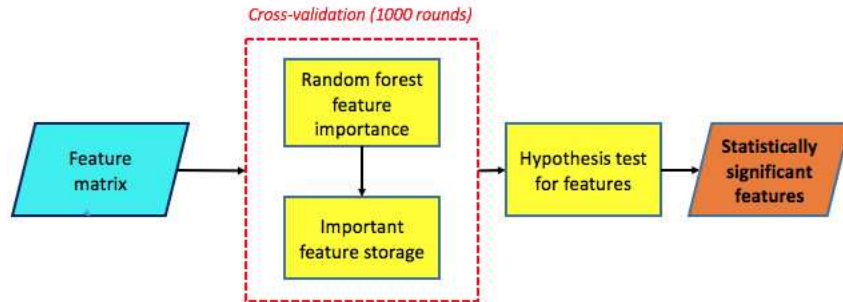 Cross-validation (1000 rounds)
Random forest
feature
importance
Feature
matrix
Important
feature storage
Hypothesis test
for features
Statistically
significant
features